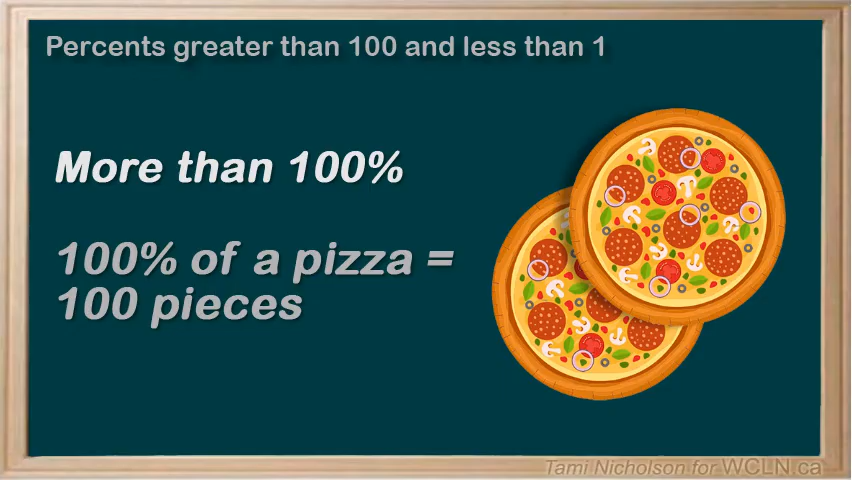 Percents greater than 100 and less than 1
More than 100%
100% of a pizza =
100 pieces
Tami Nicholson for WCLN.ca